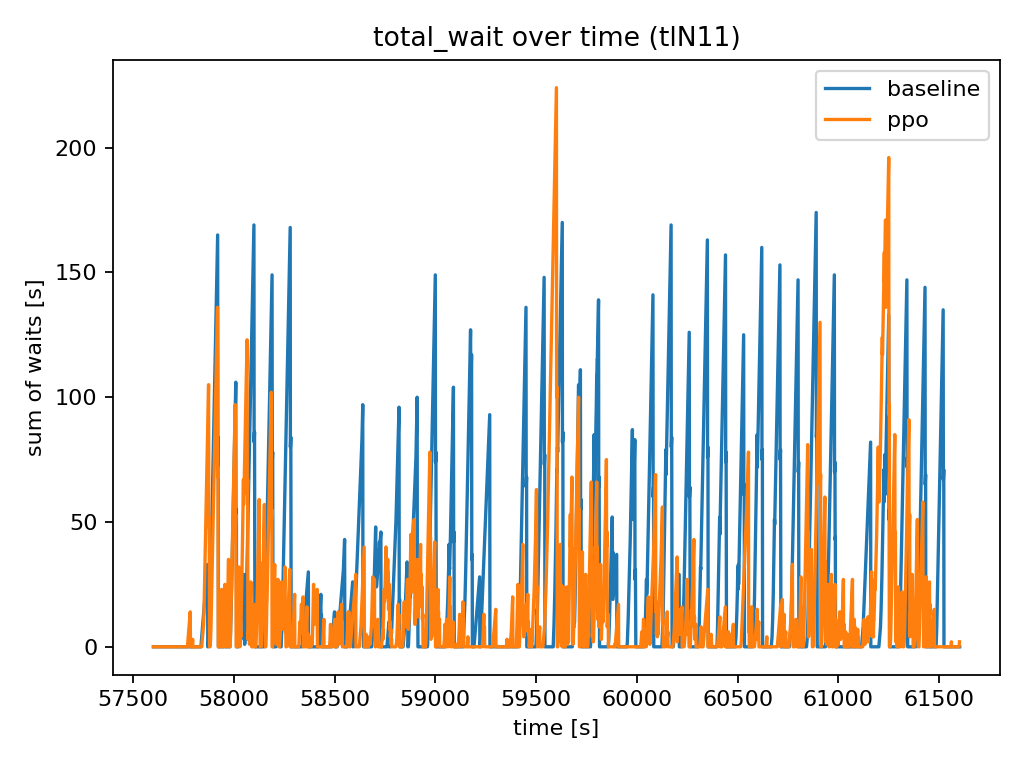 total_wait over time (tlN11)
baseline
ppo
sum of waits [s]
200
150
100
50
0
57500 58000 58500 59000 59500 60000 60500 61000 61500
time [s]